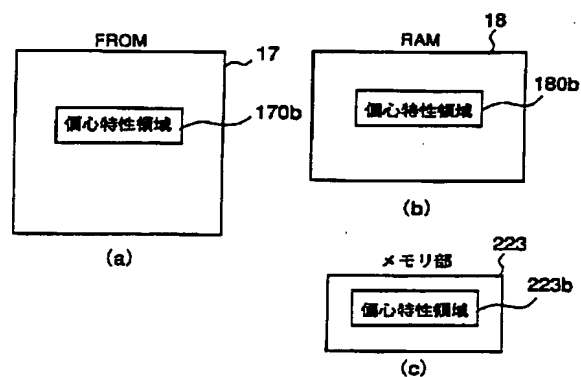 FROM
17
偏心特性領域
170b
(a)
RAM
18
偏心特性領域
180b
(b)
メモリ部
223
偏心特性領域
223b
(c)